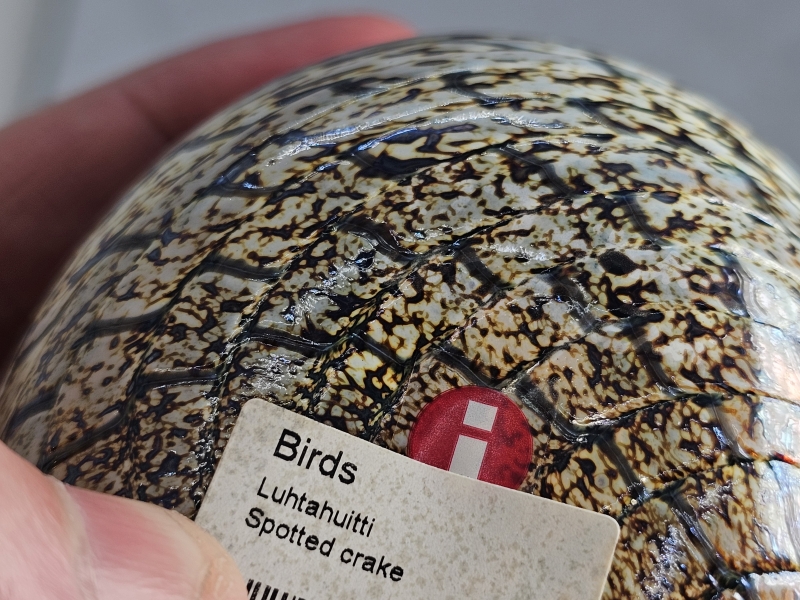 i
Birds
Luhtahuitti
Spotted crake